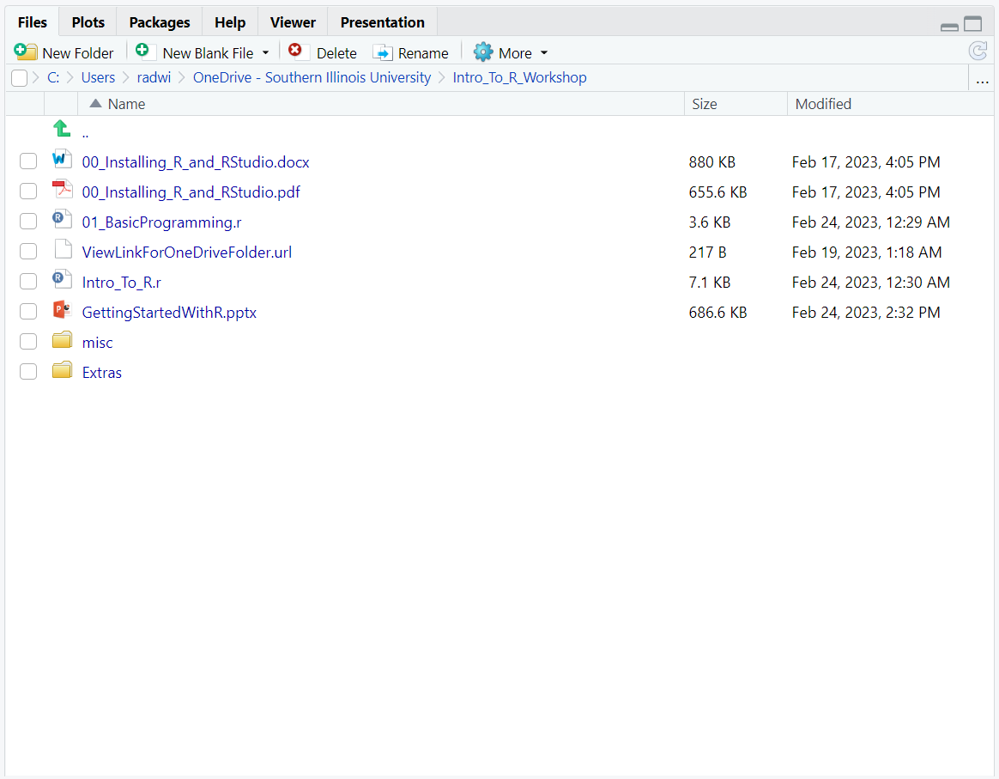 Files Plots Packages Help Viewer Presentation
New Folder New Blank File Delete Rename More
C: Users radwi OneDrive - Southern Illinois University Intro_To_R_Workshop ...
Name Size Modified
..
00_Installing_R_and_RStudio.docx 880 KB Feb 17, 2023, 4:05 PM
00_Installing_R_and_RStudio.pdf 655.6 KB Feb 17, 2023, 4:05 PM
01_BasicProgramming.r 3.6 KB Feb 24, 2023, 12:29 AM
ViewLinkForOneDriveFolder.url 217 B Feb 19, 2023, 1:18 AM
Intro_To_R.r 7.1 KB Feb 24, 2023, 12:30 AM
GettingStartedWithR.pptx 686.6 KB Feb 24, 2023, 2:32 PM
misc
Extras